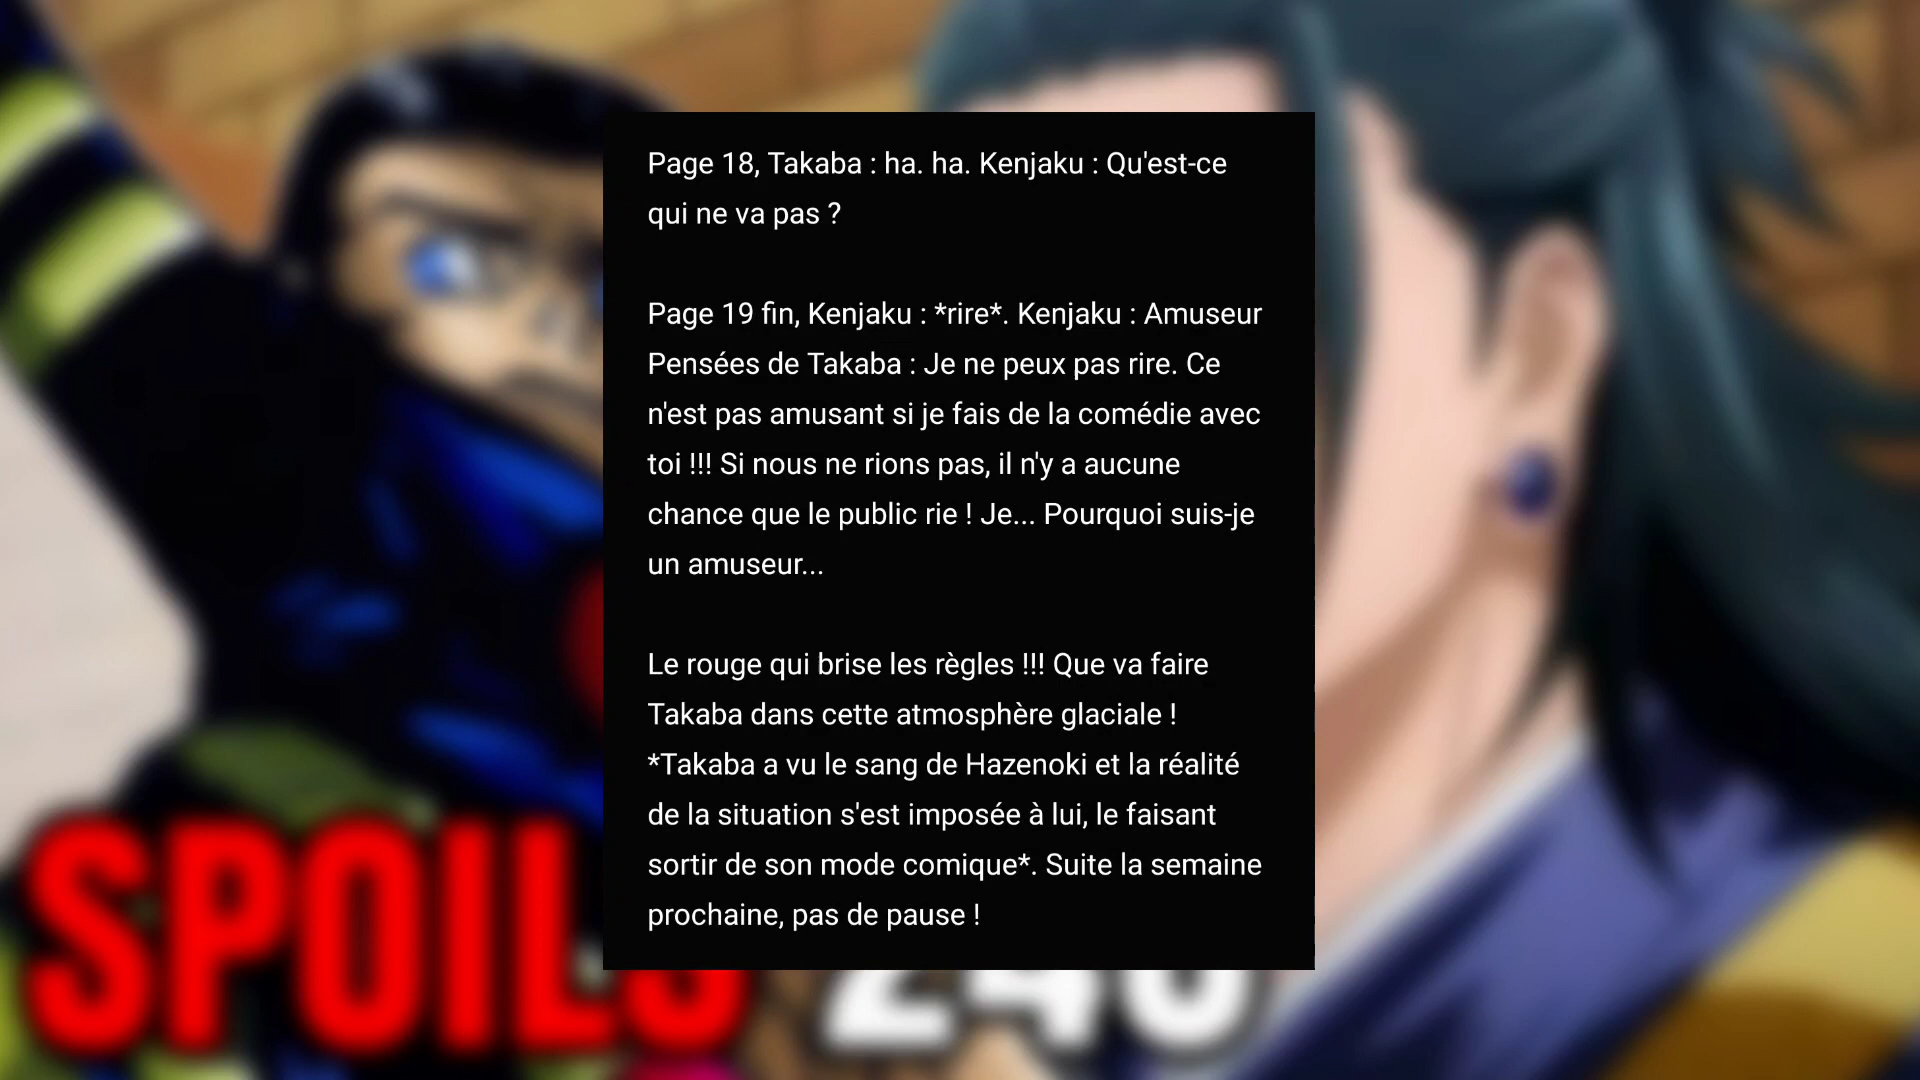 Page 18, Takaba : ha. ha. Kenjaku : Qu'est-ce
qui ne va pas ?
Page 19 fin, Kenjaku : *rire*. Kenjaku : Amuseur
Pensées de Takaba : Je ne peux pas rire. Ce
n'est pas amusant si je fais de la comédie avec
toi !!! Si nous ne rions pas, il n'y a aucune
chance que le public rie ! Je... Pourquoi suis-je
un amuseur...
Le rouge qui brise les règles !!! Que va faire
Takaba dans cette atmosphère glaciale !
*Takaba a vu le sang de Hazenoki et la réalité
de la situation s'est imposée à lui, le faisant
sortir de son mode comique*. Suite la semaine
prochaine, pas de pause !
SPOILS